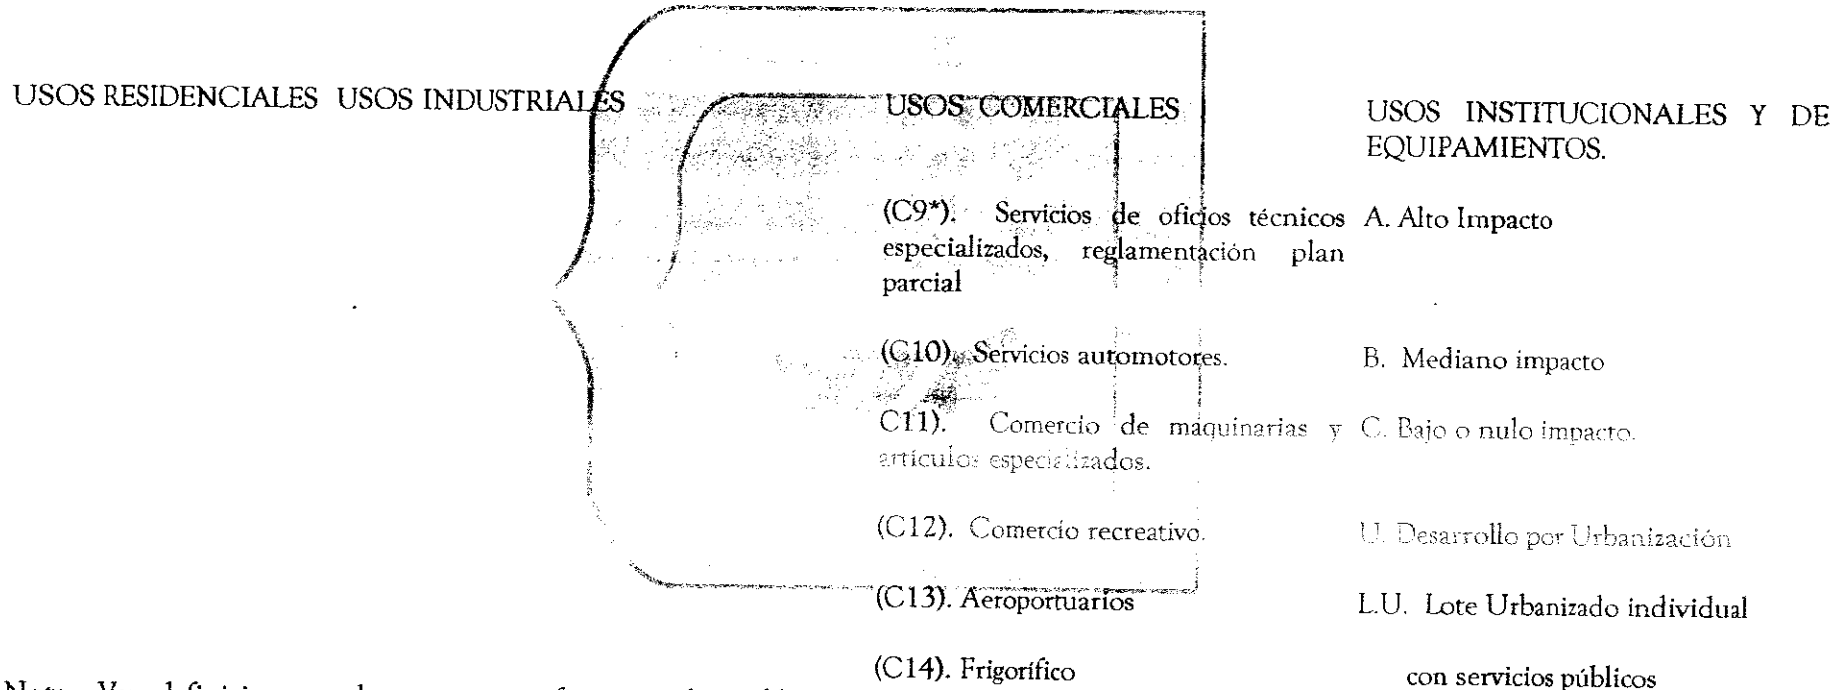 USOS RESIDENCIALES USOS INDUSTRIALES
USOS COMERCIALES
USOS INSTITUCIONALES Y DE
EQUIPAMIENTOS.
(C9*). Servicios de oficios técnicos
especializados, reglamentación plan
parcial
A. Alto Impacto
(C10). Servicios automotores.
B. Mediano impacto
C11). Comercio de maquinarias y
artículos especializados.
C. Bajo o nulo impacto.
(C12). Comercio recreativo.
U. Desarrollo por Urbanización
(C13). Aeroportuarios
L.U. Lote Urbanizado individual
(C14). Frigorífico
con servicios públicos